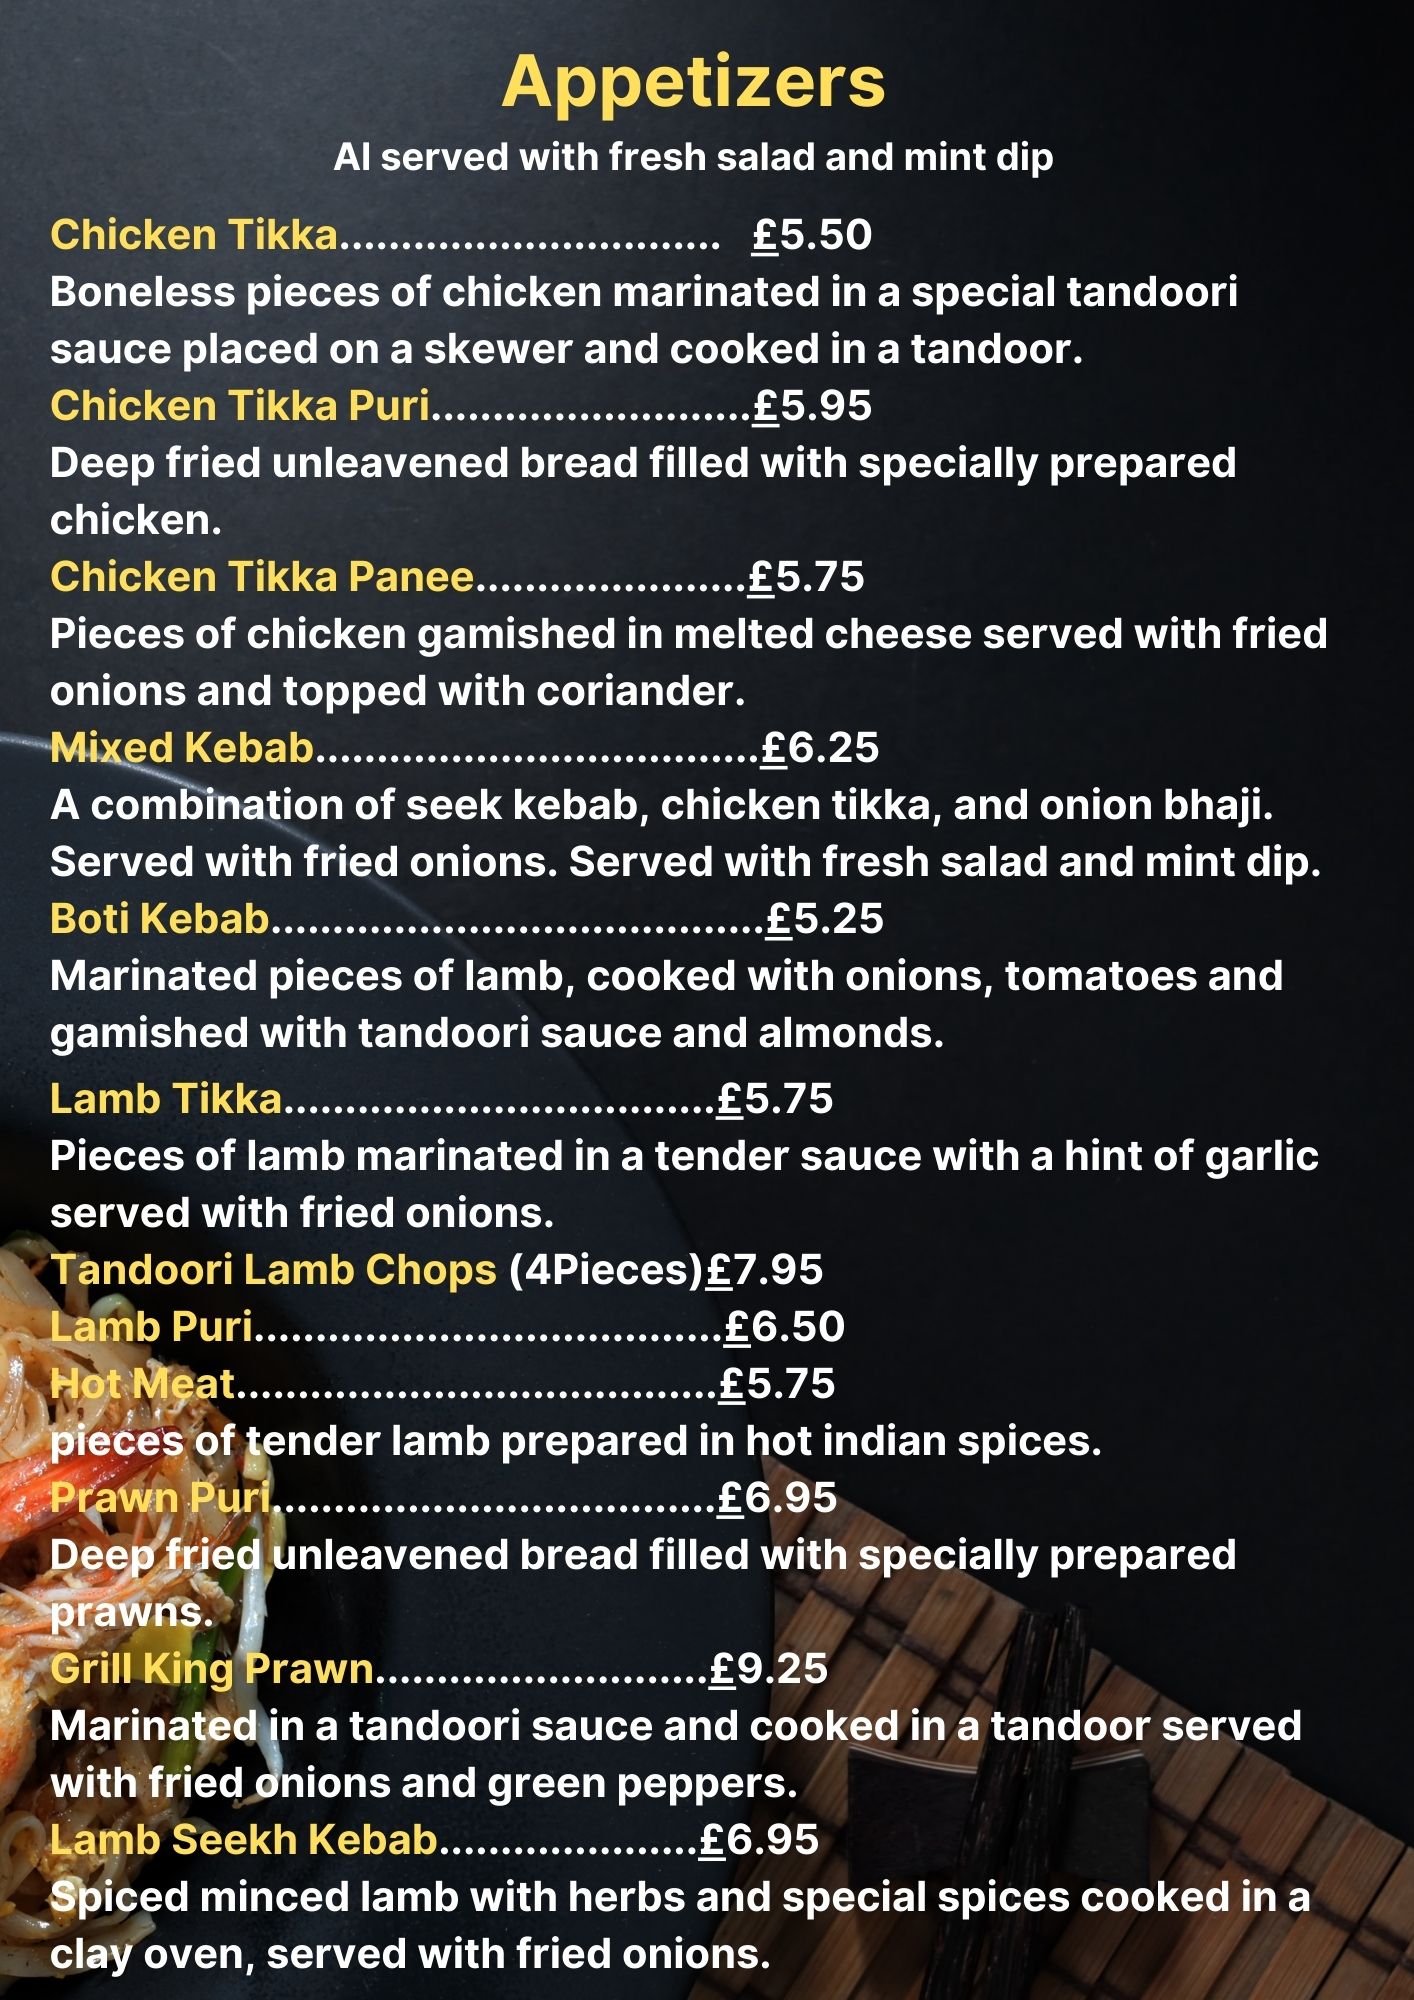 Appetizers
Al served with fresh salad and mint dip
Chicken Tikka............................... £5.50
Boneless pieces of chicken marinated in a special tandoori
sauce placed on a skewer and cooked in a tandoor.
Chicken Tikka Puri..........................£5.95
Deep fried unleavened bread filled with specially prepared
chicken.
Chicken Tikka Panee......................£5.75
Pieces of chicken gamished in melted cheese served with fried
onions and topped with coriander.
Mixed Kebab....................................£6.25
A combination of seek kebab, chicken tikka, and onion bhaji.
Served with fried onions. Served with fresh salad and mint dip.
Boti Kebab........................................£5.25
Marinated pieces of lamb, cooked with onions, tomatoes and
gamished with tandoori sauce and almonds.
Lamb Tikka...................................£5.75
Pieces of lamb marinated in a tender sauce with a hint of garlic
served with fried onions.
Tandoori Lamb Chops (4Pieces)£7.95
Lamb Puri......................................£6.50
Hot Meat.......................................£5.75
pieces of tender lamb prepared in hot indian spices.
Prawn Puri....................................£6.95
Deep fried unleavened bread filled with specially prepared
prawns.
Grill King Prawn...........................£9.25
Marinated in a tandoori sauce and cooked in a tandoor served
with fried onions and green peppers.
Lamb Seekh Kebab.....................£6.95
Spiced minced lamb with herbs and special spices cooked in a
clay oven, served with fried onions.